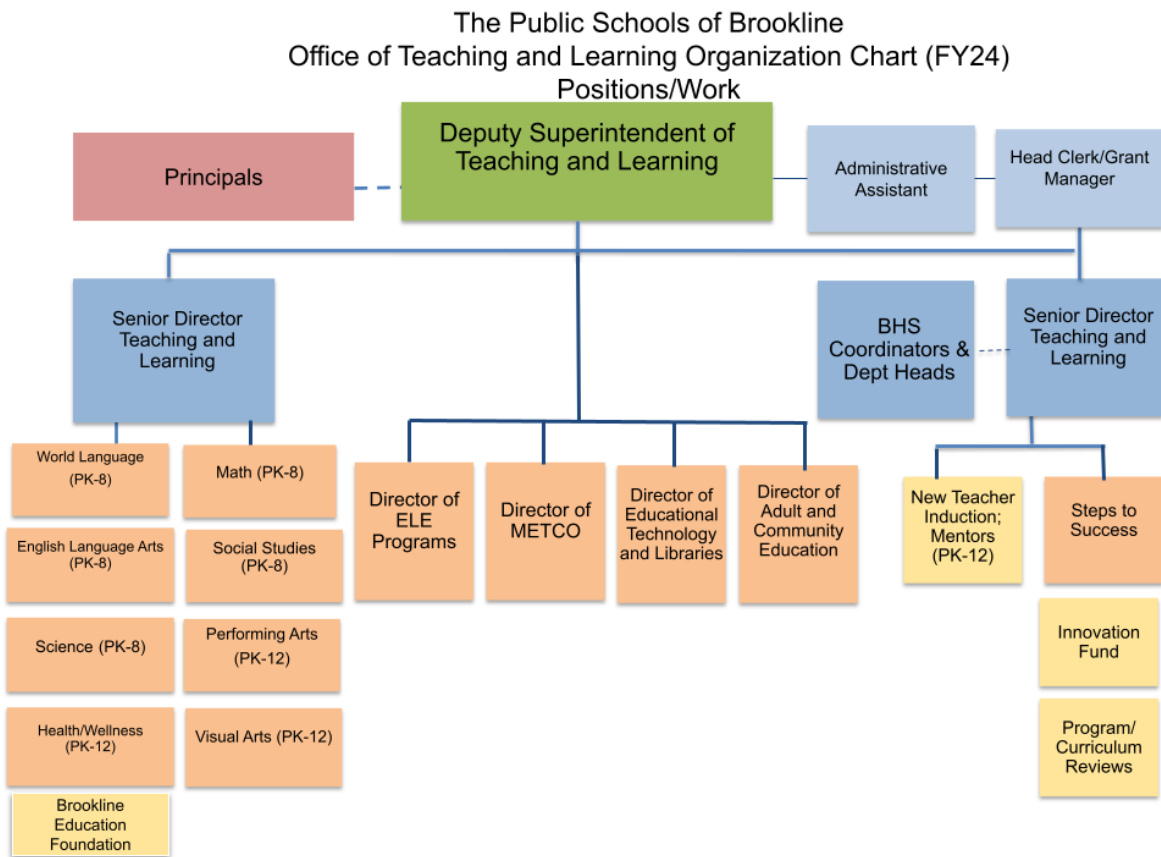 The Public Schools of Brookline
Office of Teaching and Learning Organization Chart (FY24)
Positions/Work
Principals
Deputy Superintendent of
Teaching and Learning
Administrative
Assistant
Head Clerk/Grant
Manager
Senior Director
Teaching and
Learning
BHS
Coordinators &
Dept Heads
Senior Director
Teaching and
Learning
World Language
(PK-8)
Math (PK-8)
English Language Arts
(PK-8)
Social Studies
(PK-8)
Science (PK-8)
Performing Arts
(PK-12)
Health/Wellness
(PK-12)
Visual Arts (PK-12)
Brookline
Education
Foundation
Director of
ELE
Programs
Director of
METCO
Director of
Educational
Technology
and Libraries
Director of
Adult and
Community
Education
New Teacher
Induction;
Mentors
(PK-12)
Steps to
Success
Innovation
Fund
Program/
Curriculum
Reviews